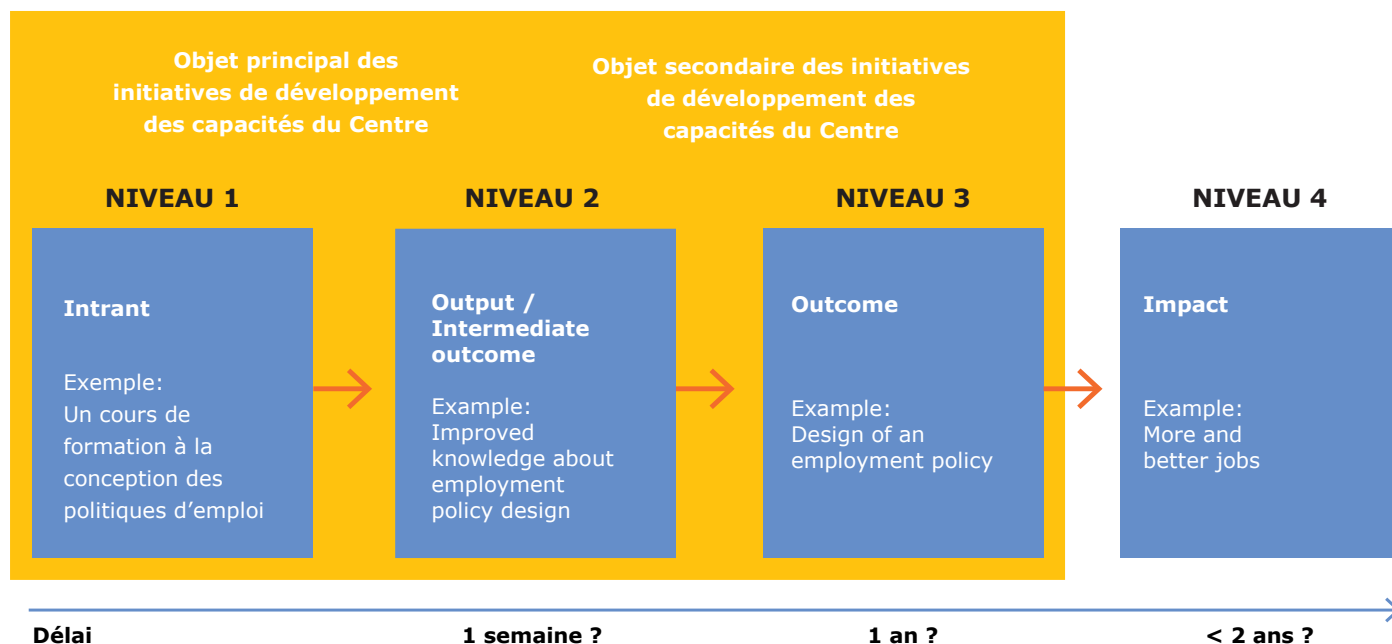 Objet principal des
initiatives de développement
des capacités du Centre
Objet secondaire des initiatives
de développement des
capacités du Centre
NIVEAU 1
NIVEAU 2
NIVEAU 3
NIVEAU 4
Intrant
Exemple:
Un cours de
formation à la
conception des
politiques d’emploi
Output /
Intermediate
outcome
Example:
Improved
knowledge about
employment
policy design
Outcome
Example:
Design of an
employment policy
Impact
Example:
More and
better jobs
Délai
1 semaine ?
1 an ?
< 2 ans ?